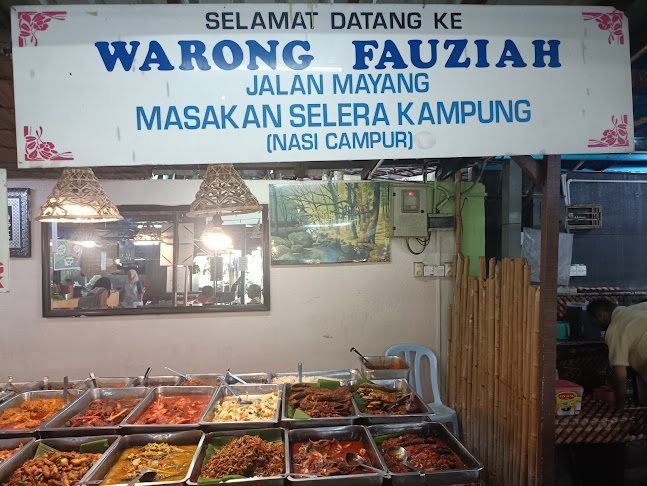 SELAMAT DATANG KE
WARONG FAUZIAH
JALAN MAYANG
MASAKAN SELERA KAMPUNG
(NASI CAMPUR)